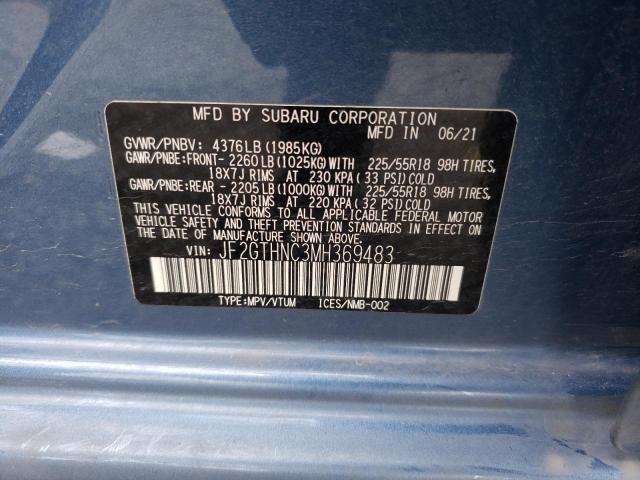 MFD BY SUBARU CORPORATION
MFD IN 06/21
GVWR/PNBV: 4376LB (1985KG)
GAWR/PNBE:FRONT- 2260LB (1025KG) WITH 225/55R18 98H TIRES,
18X7J RIMS AT 230 KPA (33 PSI) COLD
GAWR/PNBE:REAR - 2205LB (1000KG) WITH 225/55R18 98H TIRES,
18X7J RIMS AT 220 KPA (32 PSI) COLD
THIS VEHICLE CONFORMS TO ALL APPLICABLE FEDERAL MOTOR
VEHICLE SAFETY AND THEFT PREVENTION STANDARDS IN EFFECT ON
THE DATE OF MANUFACTURE SHOWN ABOVE.
VIN: JF2GTHNC3MH369483
TYPE:MPV/VTUM ICES/NMB-002